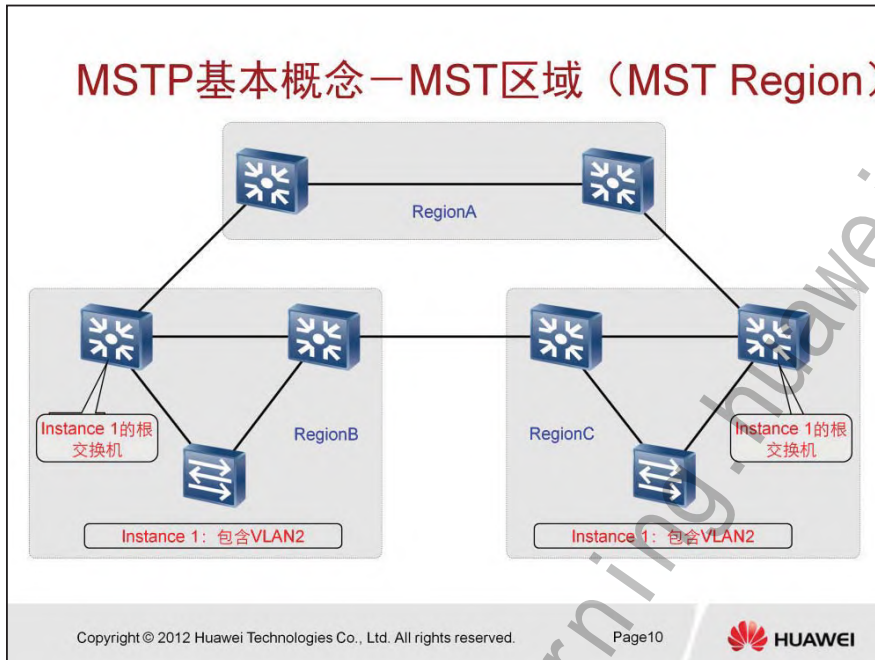 MSTP基本概念－MST区域（MST Region）
RegionA
Instance 1的根
交换机
RegionB
RegionC
Instance 1的根
交换机
Instance 1：包含VLAN2
Instance 1：包含VLAN2
Copyright © 2012 Huawei Technologies Co., Ltd. All rights reserved.
Page10
HUAWEI
rning.huawei.